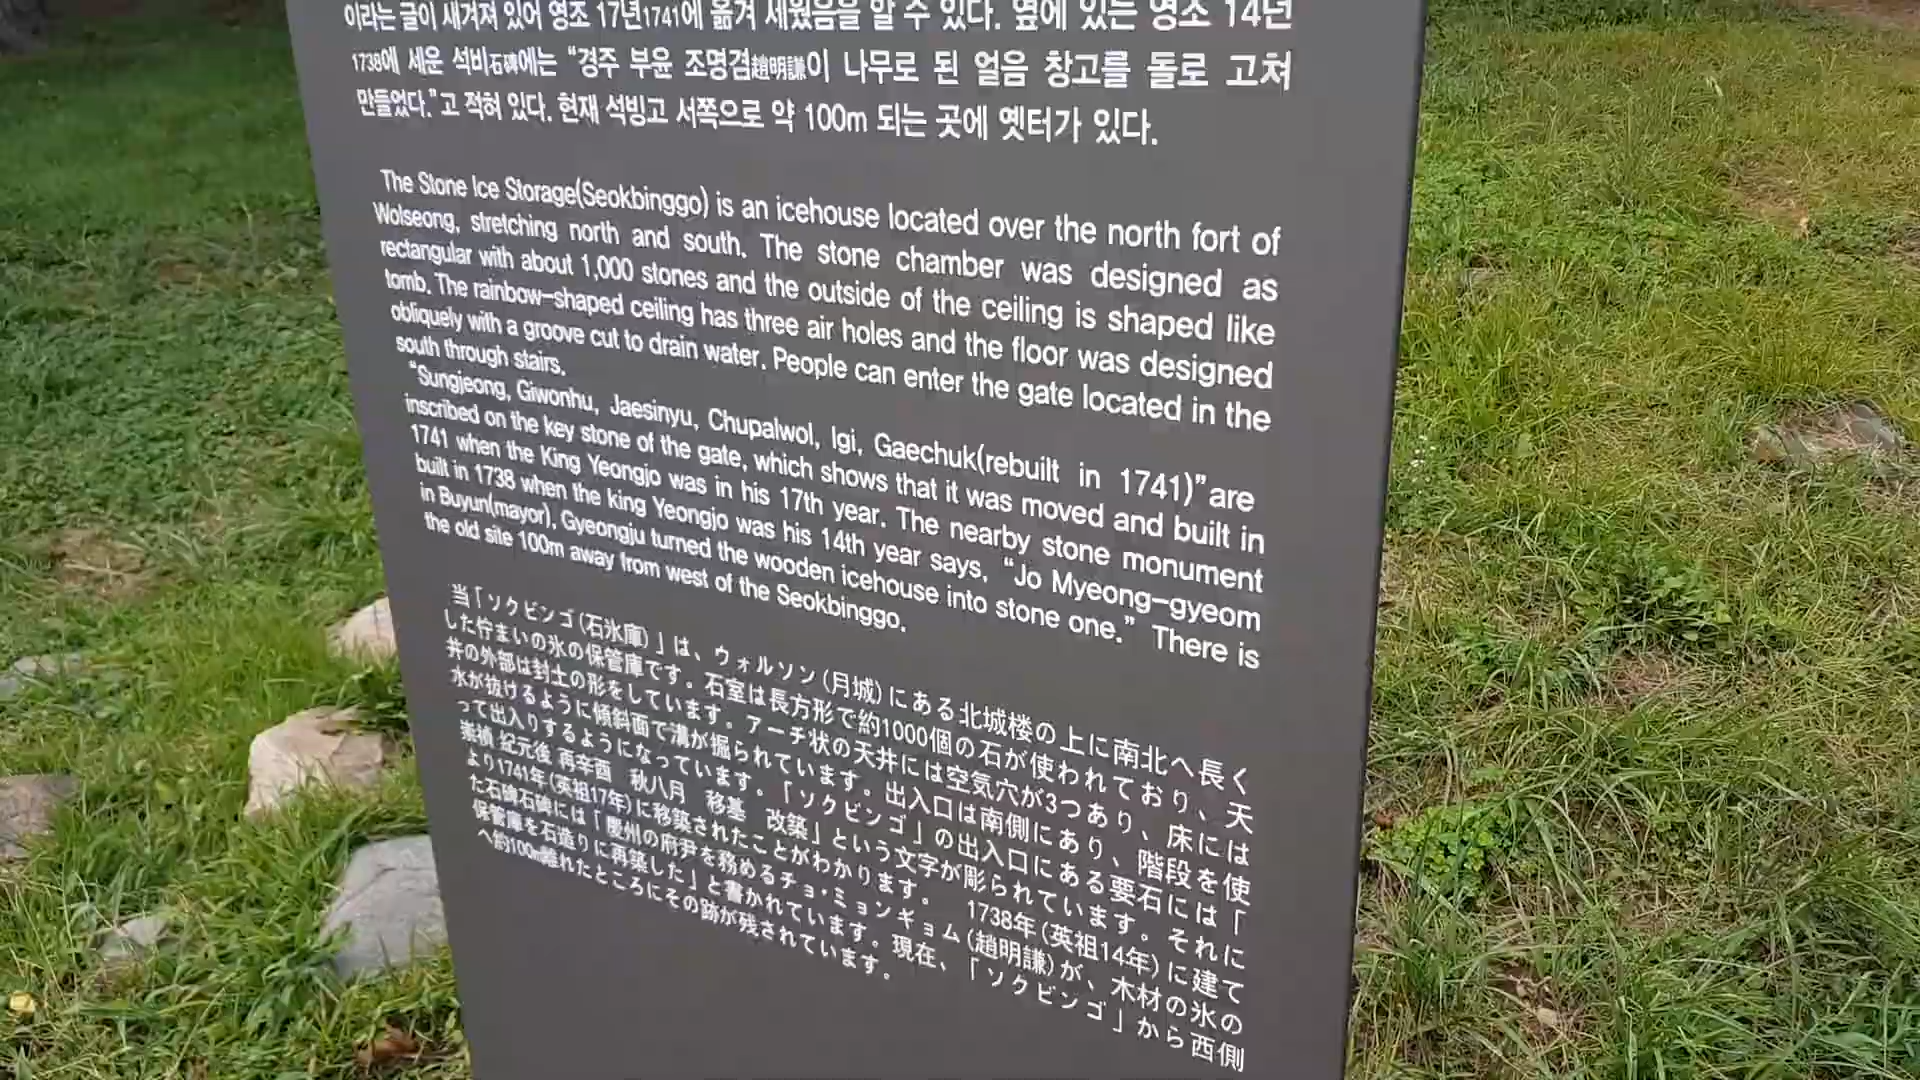 이라는 글이 새겨져 있어 영조 17년1741에 옮겨 세웠음을 알 수 있다. 옆에 있는 영조 14년
1738에 세운 석비石碑에는 “경주 부윤 조명겸趙明謙이 나무로 된 얼음 창고를 돌로 고쳐
만들었다.”고 적혀 있다. 현재 석빙고 서쪽으로 약 100m 되는 곳에 옛터가 있다.
The Stone Ice Storage(Seokbinggo) is an icehouse located over the north fort of
Wolseong, stretching north and south. The stone chamber was designed as
rectangular with about 1,000 stones and the outside of the ceiling is shaped like
tomb. The rainbow-shaped ceiling has three air holes and the floor was designed
obliquely with a groove cut to drain water. People can enter the gate located in the
south through stairs.
“Sungjeong, Giwonhu, Jaesinyu, Chupalwol, Igi, Gaechuk(rebuilt in 1741)” are
inscribed on the key stone of the gate, which shows that it was moved and built in
1741 when the King Yeongjo was in his 17th year. The nearby stone monument
built in 1738 when the king Yeongjo was his 14th year says, “Jo Myeong-gyeom
in Buyun(mayor), Gyeongju turned the wooden icehouse into stone one.” There is
the old site 100m away from west of the Seokbinggo.
当「ソクビンゴ(石氷庫)」は、ウォルソン(月城)にある北城楼の上に南北へ長く
した佇まいの氷の保管庫です。石室は長方形で約1000個の石が使われており、天
井の外部は封土の形をしています。アーチ状の天井には空気穴が3つあり、床には
水が抜けるように傾斜面で溝が掘られています。出入口は南側にあり、階段を使
って出入りするようになっています。「ソクビンゴ」の出入口にある要石には「
崇禎 紀元後 再辛酉 秋八月 移基 改築」という文字が彫られています。それに
より1741年(英祖17年)に移築されたことがわかります。 1738年(英祖14年)に建て
た石碑石碑には「慶州の府尹を務めるチョ・ミョンギョム(趙明謙)が、木材の氷の
保管庫を石造りに再築した」と書かれています。現在、「ソクビンゴ」から西側
へ約100m離れたところにその跡が残されています。